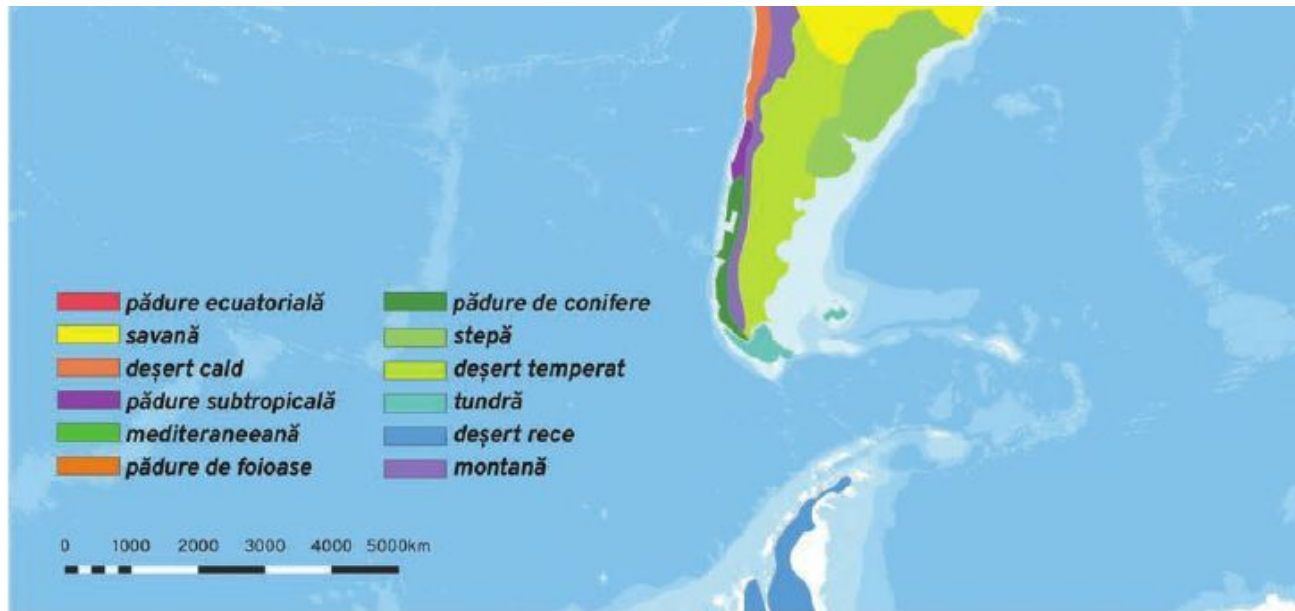 pădure ecuatorială
savană
deșert cald
pădure subtropicală
mediteraneeană
pădure de foioase
pădure de conifere
stepă
deșert temperat
tundră
deșert rece
montană
0 1000 2000 3000 4000 5000km